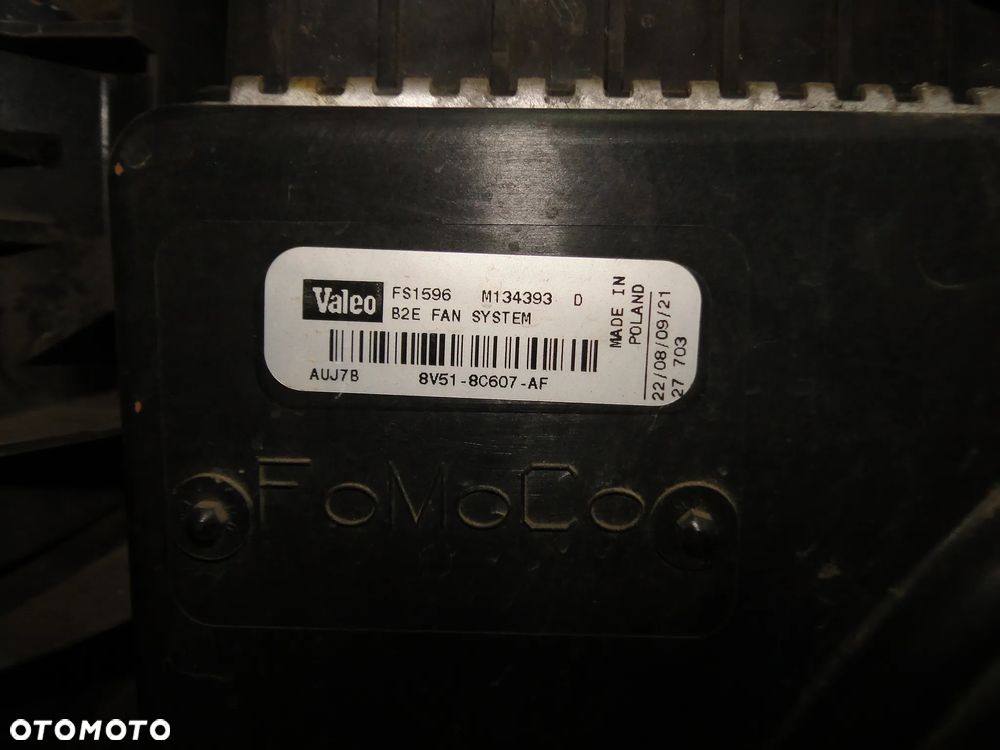 Valeo FS1596 M134393 D
B2E FAN SYSTEM
AUJ7B 8V51-8C607-AF
MADE IN
POLAND
22/08/09/21
27 703
FoMoCo
OTOMOTO